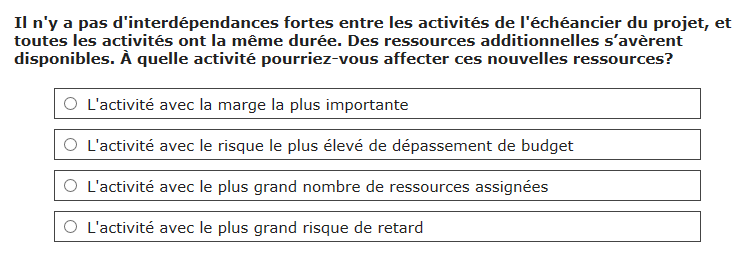 Il n'y a pas d'interdépendances fortes entre les activités de l'échéancier du projet, et
toutes les activités ont la même durée. Des ressources additionnelles s’avèrent
disponibles. À quelle activité pourriez-vous affecter ces nouvelles ressources?
L'activité avec la marge la plus importante
L'activité avec le risque le plus élevé de dépassement de budget
L'activité avec le plus grand nombre de ressources assignées
L'activité avec le plus grand risque de retard